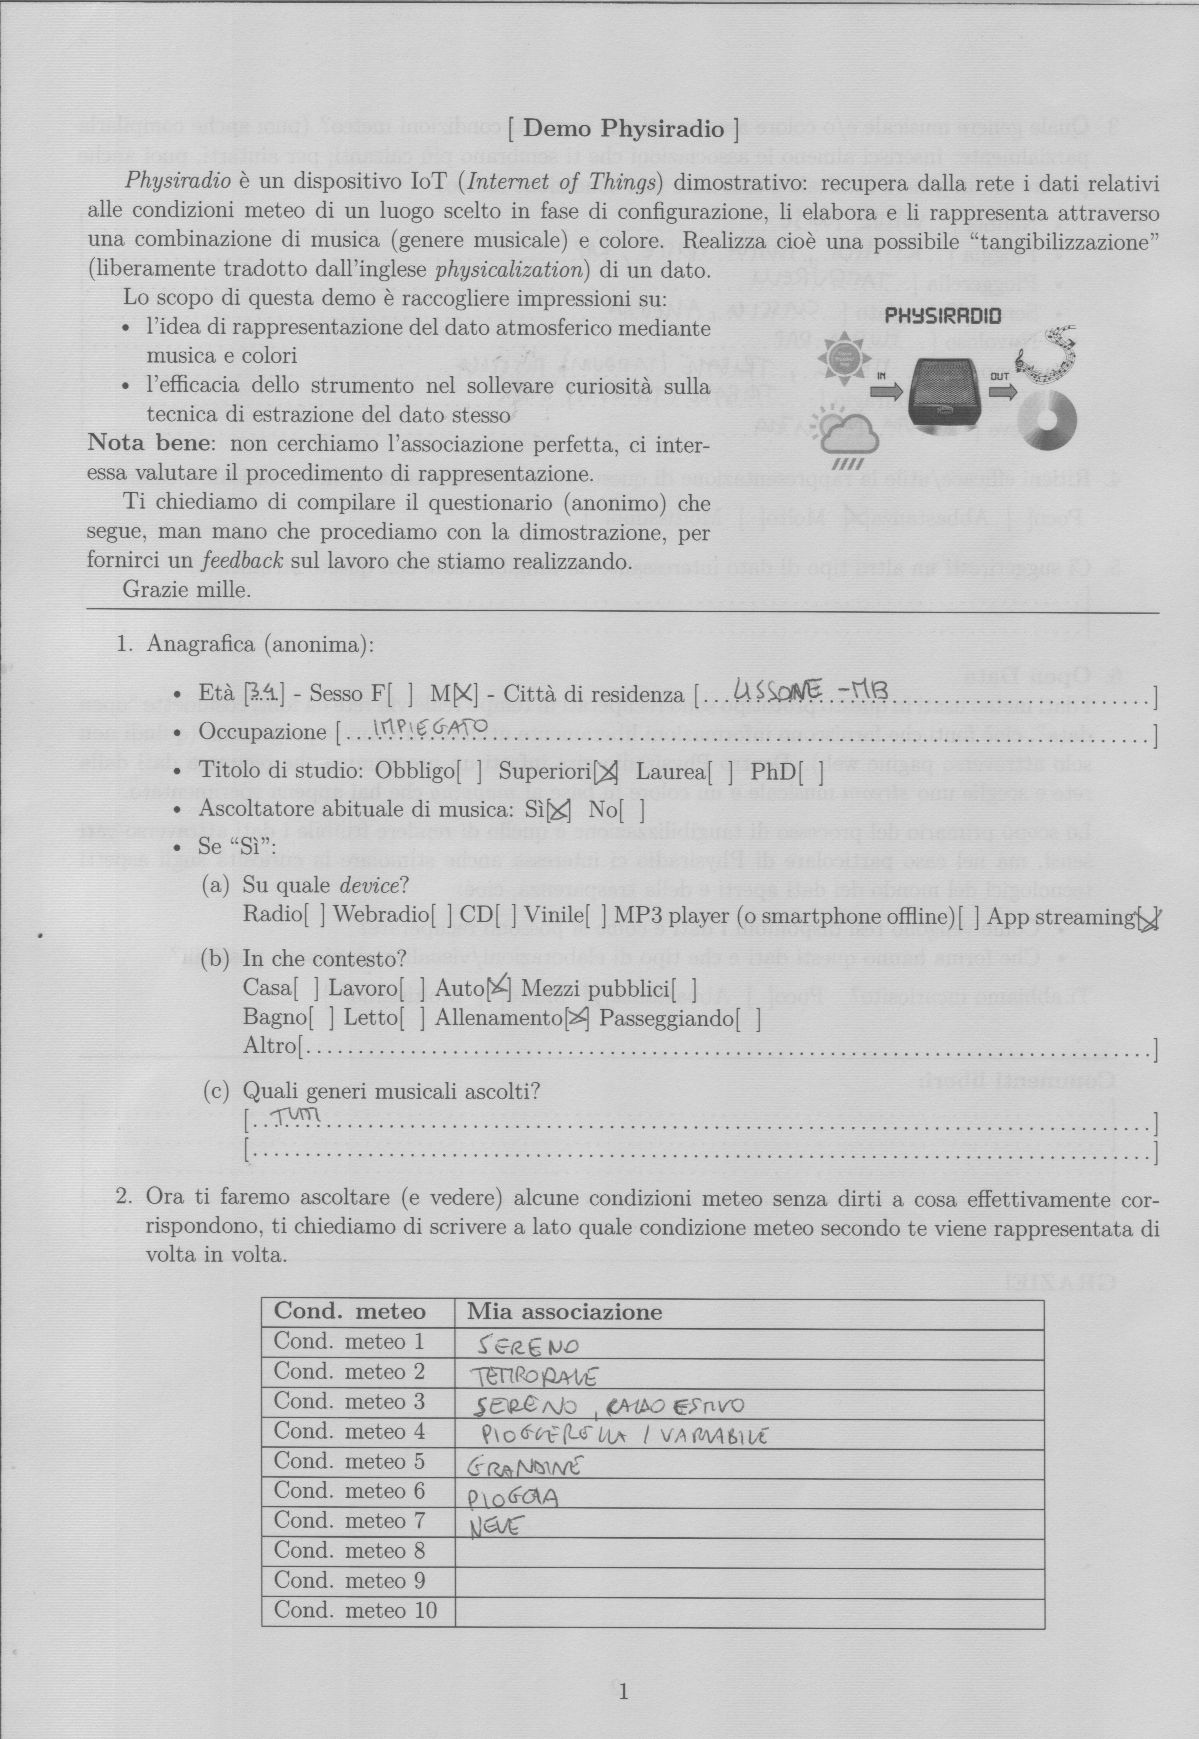 [ Demo Physiradio ]
Physiradio è un dispositivo IoT (Internet of Things) dimostrativo: recupera dalla rete i dati relativi
alle condizioni meteo di un luogo scelto in fase di configurazione, li elabora e li rappresenta attraverso
una combinazione di musica (genere musicale) e colore. Realizza cioè una possibile “tangibilizzazione”
(liberamente tradotto dall'inglese physicalization) di un dato.
Lo scopo di questa demo è raccogliere impressioni su:
• l'idea di rappresentazione del dato atmosferico mediante
musica e colori
• l'efficacia dello strumento nel sollevare curiosità sulla
tecnica di estrazione del dato stesso
Nota bene: non cerchiamo l'associazione perfetta, ci inter-
essa valutare il procedimento di rappresentazione.
Ti chiediamo di compilare il questionario (anonimo) che
segue, man mano che procediamo con la dimostrazione, per
fornirci un feedback sul lavoro che stiamo realizzando.
Grazie mille.
PHYSIRADIO
IN
OUT
1. Anagrafica (anonima):
• Età [34] - Sesso F[ ] M[X] - Città di residenza [... LISSONE - MB ...]
• Occupazione [... IMPIEGATO ...]
• Titolo di studio: Obbligo[ ] Superiori[X] Laurea[ ] PhD[ ]
• Ascoltatore abituale di musica: Sì[X] No[ ]
• Se “Sì”:
(a) Su quale device?
Radio[ ] Webradio[ ] CD[ ] Vinile[ ] MP3 player (o smartphone offline)[ ] App streaming[X]
(b) In che contesto?
Casa[ ] Lavoro[ ] Auto[X] Mezzi pubblici[ ]
Bagno[ ] Letto[ ] Allenamento[X] Passeggiando[ ]
Altro[...]
(c) Quali generi musicali ascolti?
[... TUTTI ...]
[...]
2. Ora ti faremo ascoltare (e vedere) alcune condizioni meteo senza dirti a cosa effettivamente cor-
rispondono, ti chiediamo di scrivere a lato quale condizione meteo secondo te viene rappresentata di
volta in volta.
Cond. meteo Mia associazione
Cond. meteo 1 SERENO
Cond. meteo 2 TEMPORALE
Cond. meteo 3 SERENO, CALDO ESTIVO
Cond. meteo 4 PIOGGERELLA / VARIABILE
Cond. meteo 5 GRANDINE
Cond. meteo 6 PIOGGIA
Cond. meteo 7 NEVE
Cond. meteo 8
Cond. meteo 9
Cond. meteo 10
1